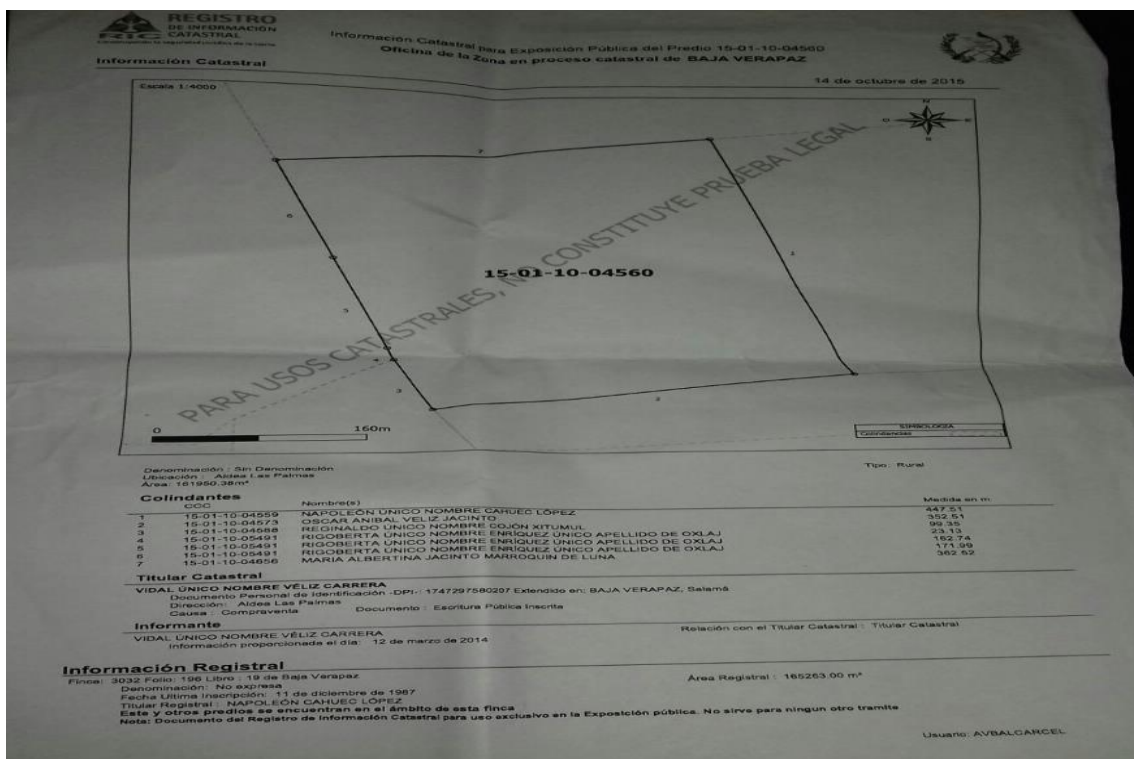 REGISTRO
DE INFORMACIÓN
CATASTRAL
RIC
Información Catastral para Exposición Pública del Predio 15-01-10-04560
Oficina de la Zona en proceso catastral de BAJA VERAPAZ
Información Catastral
14 de octubre de 2015
Escala 1:4000
N
O
E
S
7
6
1
15-01-10-04560
PARA USOS CATASTRALES, NO CONSTITUYE PRUEBA LEGAL
5
4
3
2
0 160m
SIMBOLOGÍA
Colindancias
Denominación : Sin Denominación
Tipo: Rural
Ubicación : Aldea Las Palmas
Área: 161950.38m²
Colindantes
CCC Nombre(s) Medida en m
1 15-01-10-04559 NAPOLEÓN ÚNICO NOMBRE CAHUEC LÓPEZ 447.51
2 15-01-10-04573 OSCAR ANIBAL VELIZ JACINTO 352.51
3 15-01-10-04588 REGINALDO ÚNICO NOMBRE COJÓN XITUMUL 99.35
4 15-01-10-05491 RIGOBERTA ÚNICO NOMBRE ENRÍQUEZ ÚNICO APELLIDO DE OXLAJ 23.13
5 15-01-10-05491 RIGOBERTA ÚNICO NOMBRE ENRÍQUEZ ÚNICO APELLIDO DE OXLAJ 152.74
6 15-01-10-05491 RIGOBERTA ÚNICO NOMBRE ENRÍQUEZ ÚNICO APELLIDO DE OXLAJ 171.99
7 15-01-10-04656 MARIA ALBERTINA JACINTO MARROQUIN DE LUNA 362.52
Titular Catastral
VIDAL ÚNICO NOMBRE VÉLIZ CARRERA
Documento Personal de Identificación -DPI-: 1747297580207 Extendido en: BAJA VERAPAZ, Salamá
Dirección: Aldea Las Palmas
Causa : Compraventa Documento : Escritura Pública Inscrita
Informante
VIDAL ÚNICO NOMBRE VÉLIZ CARRERA Relación con el Titular Catastral : Titular Catastral
Información proporcionada el día: 12 de marzo de 2014
Información Registral
Finca: 3032 Folio: 196 Libro : 19 de Baja Verapaz Área Registral : 165263.00 m²
Denominación: No expresa
Fecha Ultima Inscripción: 11 de diciembre de 1987
Titular Registral : NAPOLEÓN CAHUEC LÓPEZ
Este y otros predios se encuentran en el ámbito de esta finca
Nota: Documento del Registro de Información Catastral para uso exclusivo en la Exposición pública. No sirve para ningun otro tramite
Usuario: AVBALCARCEL